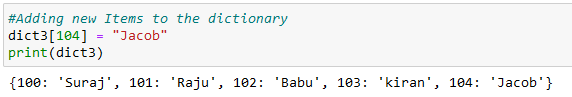 #Adding new Items to the dictionary
dict3[104] = "Jacob"
print(dict3)
{100: 'Suraj', 101: 'Raju', 102: 'Babu', 103: 'kiran', 104: 'Jacob'}